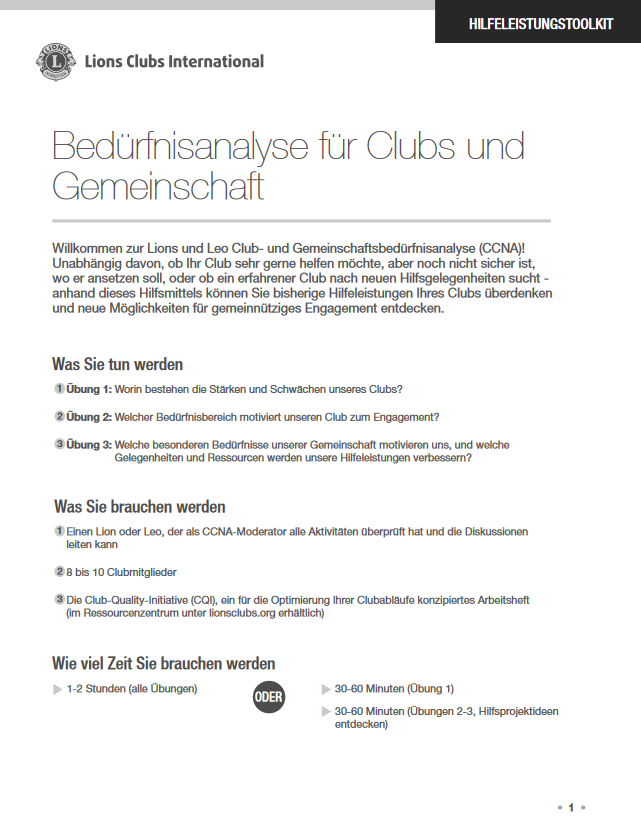 HILFELEISTUNGSTOOLKIT
LIONS
L
INTERNATIONAL
Lions Clubs International
Bedürfnisanalyse für Clubs und
Gemeinschaft
Willkommen zur Lions und Leo Club- und Gemeinschaftsbedürfnisanalyse (CCNA)!
Unabhängig davon, ob Ihr Club sehr gerne helfen möchte, aber noch nicht sicher ist,
wo er ansetzen soll, oder ob ein erfahrener Club nach neuen Hilfsgelegenheiten sucht -
anhand dieses Hilfsmittels können Sie bisherige Hilfeleistungen Ihres Clubs überdenken
und neue Möglichkeiten für gemeinnütziges Engagement entdecken.
Was Sie tun werden
1 Übung 1: Worin bestehen die Stärken und Schwächen unseres Clubs?
2 Übung 2: Welcher Bedürfnisbereich motiviert unseren Club zum Engagement?
3 Übung 3: Welche besonderen Bedürfnisse unserer Gemeinschaft motivieren uns, und welche
Gelegenheiten und Ressourcen werden unsere Hilfeleistungen verbessern?
Was Sie brauchen werden
1 Einen Lion oder Leo, der als CCNA-Moderator alle Aktivitäten überprüft hat und die Diskussionen
leiten kann
2 8 bis 10 Clubmitglieder
3 Die Club-Quality-Initiative (CQI), ein für die Optimierung Ihrer Clubabläufe konzipiertes Arbeitsheft
(im Ressourcenzentrum unter lionsclubs.org erhältlich)
Wie viel Zeit Sie brauchen werden
1-2 Stunden (alle Übungen)
ODER
30-60 Minuten (Übung 1)
30-60 Minuten (Übungen 2-3, Hilfsprojektideen
entdecken)
• 1 •